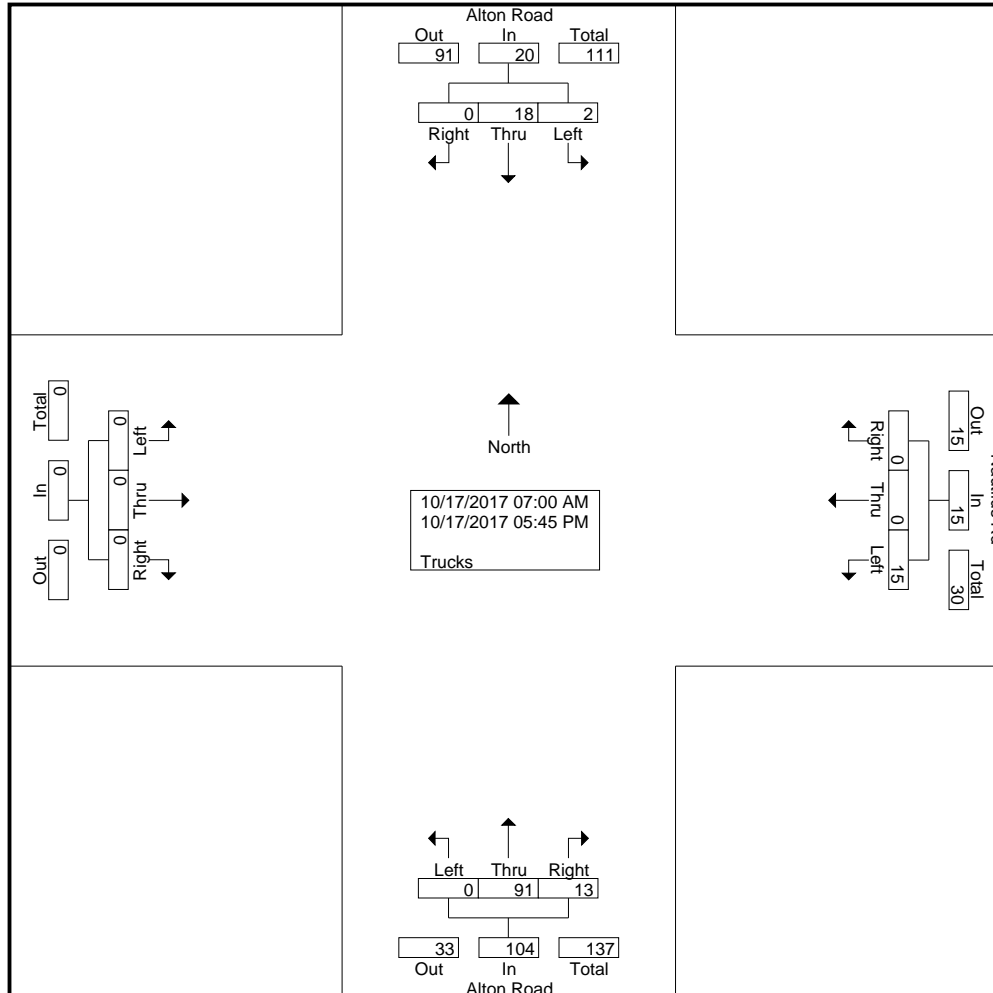 Alton Road
Out In Total
91 20 111
0 18 2
Right Thru Left
Total In Out
0 0 0
0 0 0
Left Thru Right
North
10/17/2017 07:00 AM
10/17/2017 05:45 PM
Trucks
Right Thru Left
0 0 15
Out In Total
15 15 30
Left Thru Right
0 91 13
33 104 137
Out In Total
Alton Road